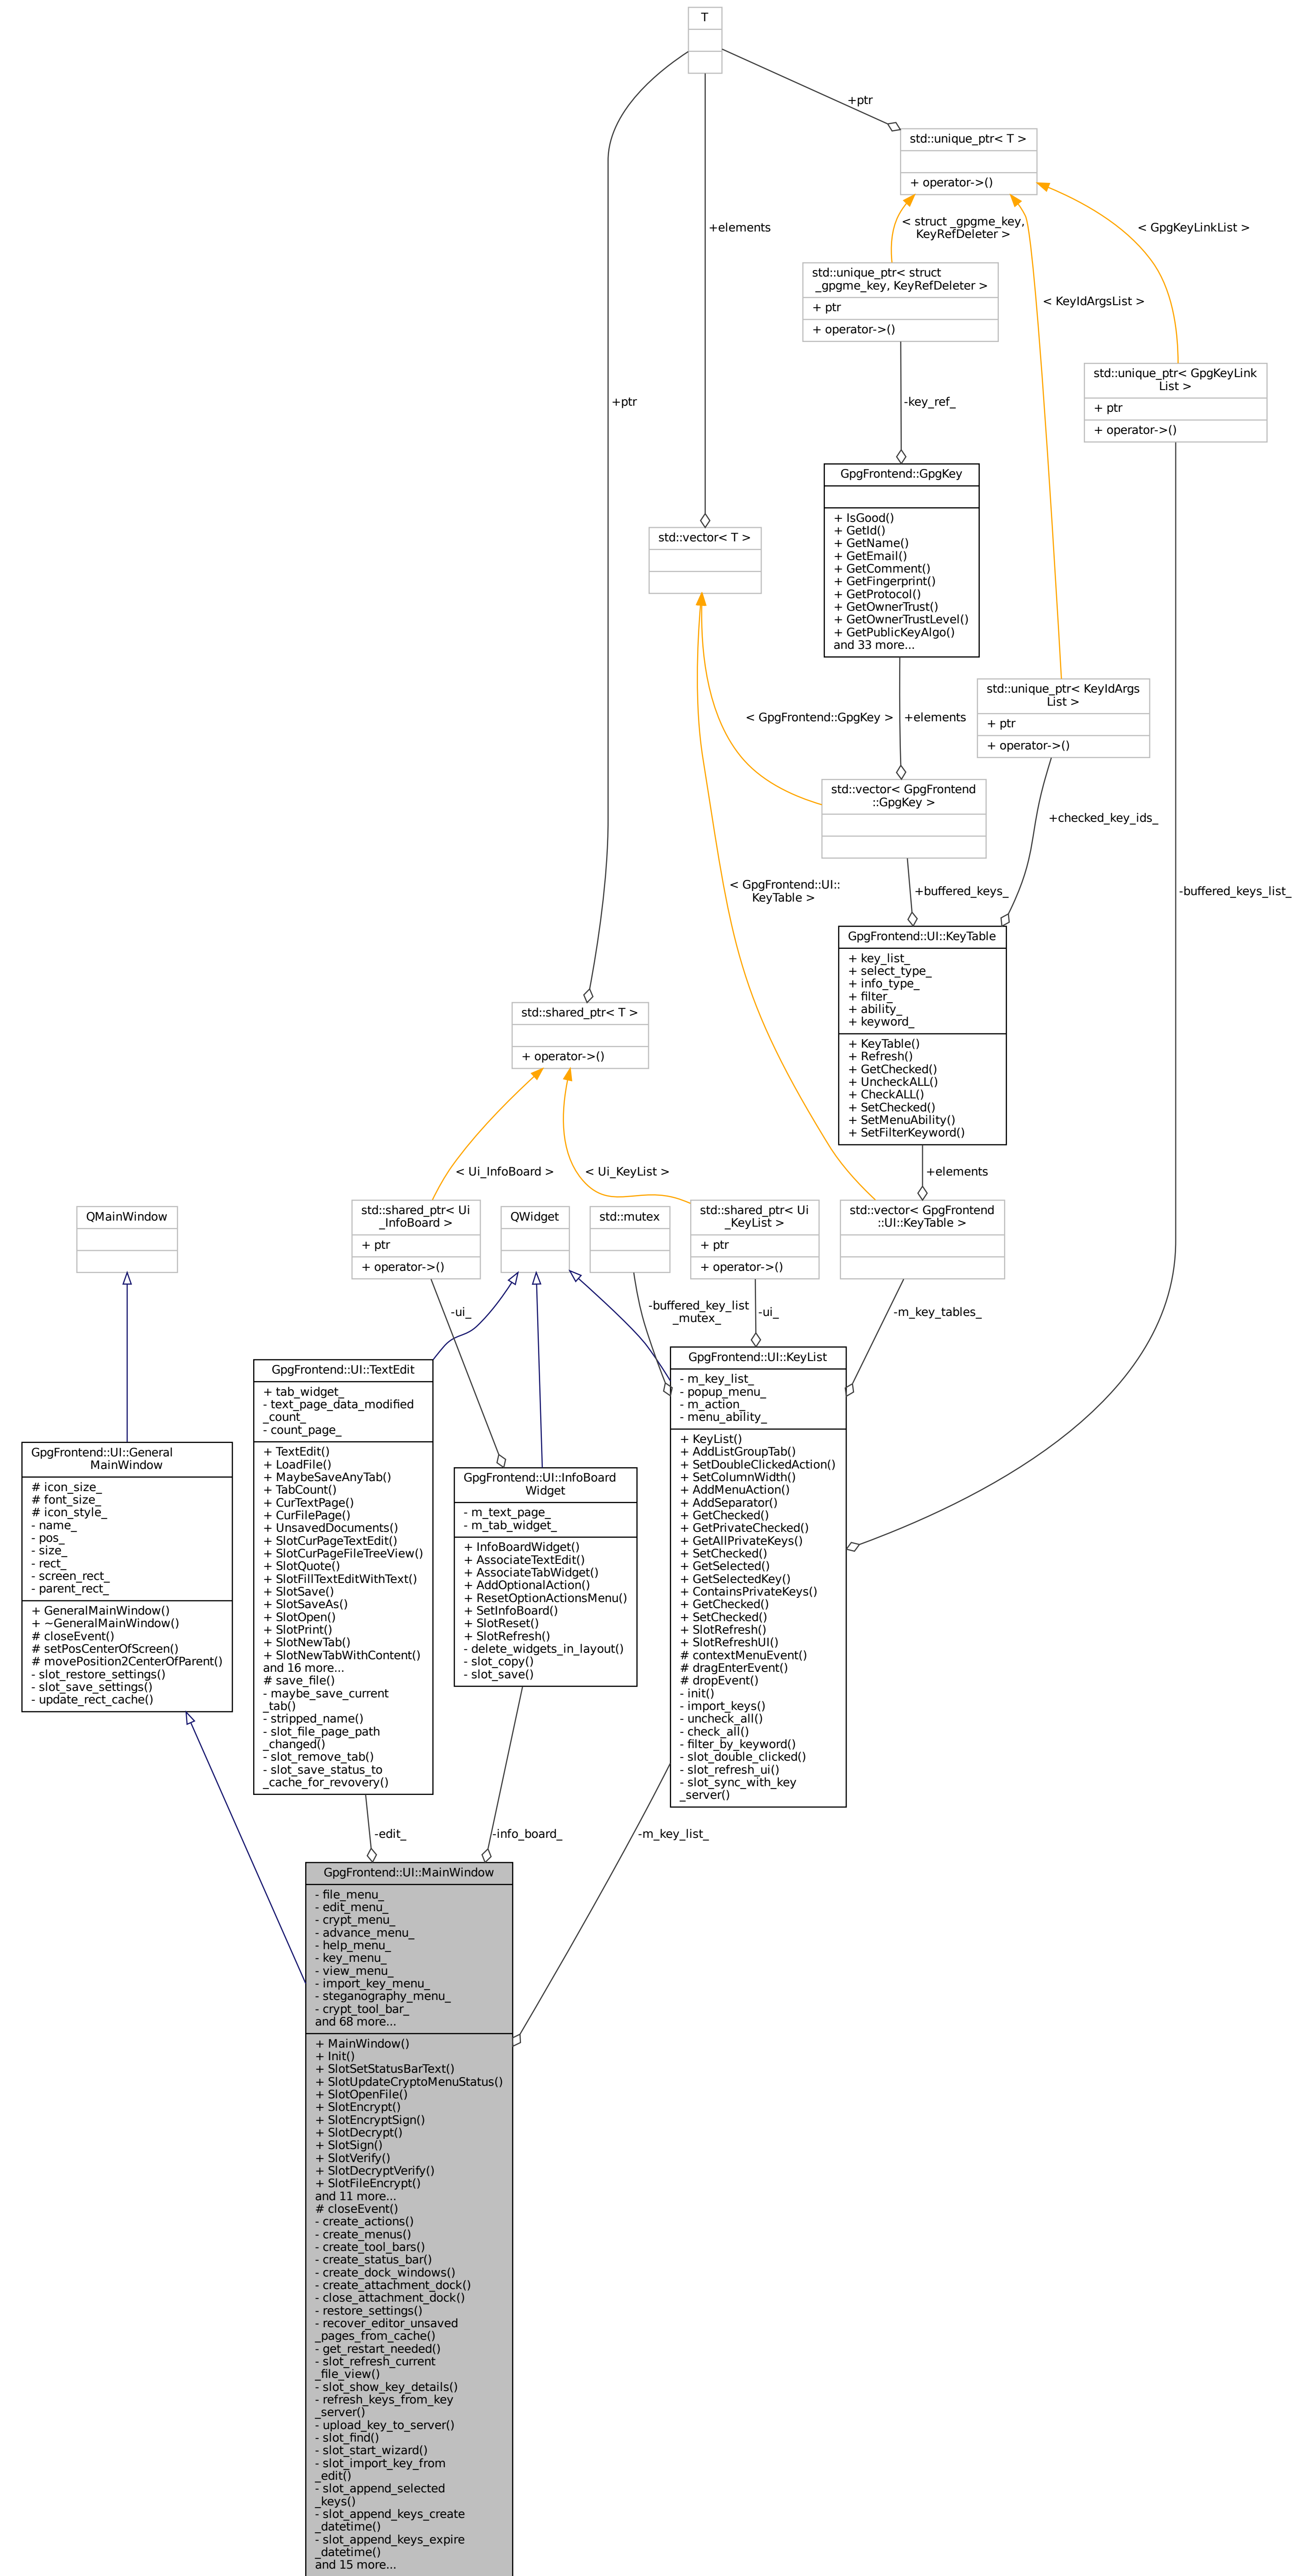 T
+ptr
std::unique_ptr< T >
+ operator->()
+elements
< struct _gpgme_key,
KeyRefDeleter >
< GpgKeyLinkList >
std::unique_ptr< struct
_gpgme_key, KeyRefDeleter >
+ ptr
+ operator->()
< KeyIdArgsList >
std::unique_ptr< GpgKeyLink
List >
+ ptr
+ operator->()
+ptr
-key_ref_
GpgFrontend::GpgKey
+ IsGood()
+ GetId()
+ GetName()
+ GetEmail()
+ GetComment()
+ GetFingerprint()
+ GetProtocol()
+ GetOwnerTrust()
+ GetOwnerTrustLevel()
+ GetPublicKeyAlgo()
and 33 more...
std::vector< T >
std::unique_ptr< KeyIdArgs
List >
+ ptr
+ operator->()
< GpgFrontend::GpgKey >
+elements
std::vector< GpgFrontend
::GpgKey >
+checked_key_ids_
< GpgFrontend::UI::
KeyTable >
+buffered_keys_
-buffered_keys_list_
GpgFrontend::UI::KeyTable
+ key_list_
+ select_type_
+ info_type_
+ filter_
+ ability_
+ keyword_
+ KeyTable()
+ Refresh()
+ GetChecked()
+ UncheckALL()
+ CheckALL()
+ SetChecked()
+ SetMenuAbility()
+ SetFilterKeyword()
std::shared_ptr< T >
+ operator->()
< Ui_InfoBoard >
< Ui_KeyList >
+elements
QMainWindow
std::shared_ptr< Ui
_InfoBoard >
+ ptr
+ operator->()
QWidget
std::mutex
std::shared_ptr< Ui
_KeyList >
+ ptr
+ operator->()
std::vector< GpgFrontend
::UI::KeyTable >
-ui_
-buffered_key_list
_mutex_
-ui_
-m_key_tables_
GpgFrontend::UI::TextEdit
+ tab_widget_
- text_page_data_modified
_count_
- count_page_
+ TextEdit()
+ LoadFile()
+ MaybeSaveAnyTab()
+ TabCount()
+ CurTextPage()
+ CurFilePage()
+ UnsavedDocuments()
+ SlotCurPageTextEdit()
+ SlotCurPageFileTreeView()
+ SlotQuote()
+ SlotFillTextEditWithText()
+ SlotSave()
+ SlotSaveAs()
+ SlotOpen()
+ SlotPrint()
+ SlotNewTab()
+ SlotNewTabWithContent()
and 16 more...
# save_file()
- maybe_save_current
_tab()
- stripped_name()
- slot_file_page_path
_changed()
- slot_remove_tab()
- slot_save_status_to
_cache_for_revovery()
GpgFrontend::UI::KeyList
- m_key_list_
- popup_menu_
- m_action_
- menu_ability_
+ KeyList()
+ AddListGroupTab()
+ SetDoubleClickedAction()
+ SetColumnWidth()
+ AddMenuAction()
+ AddSeparator()
+ GetChecked()
+ GetPrivateChecked()
+ GetAllPrivateKeys()
+ SetChecked()
+ GetSelected()
+ GetSelectedKey()
+ ContainsPrivateKeys()
+ GetChecked()
+ SetChecked()
+ SlotRefresh()
+ SlotRefreshUI()
# contextMenuEvent()
# dragEnterEvent()
# dropEvent()
- init()
- import_keys()
- uncheck_all()
- check_all()
- filter_by_keyword()
- slot_double_clicked()
- slot_refresh_ui()
- slot_sync_with_key
_server()
GpgFrontend::UI::General
MainWindow
# icon_size_
# font_size_
# icon_style_
- name_
- pos_
- size_
- rect_
- screen_rect_
- parent_rect_
+ GeneralMainWindow()
+ ~GeneralMainWindow()
# closeEvent()
# setPosCenterOfScreen()
# movePosition2CenterOfParent()
- slot_restore_settings()
- slot_save_settings()
- update_rect_cache()
GpgFrontend::UI::InfoBoard
Widget
- m_text_page_
- m_tab_widget_
+ InfoBoardWidget()
+ AssociateTextEdit()
+ AssociateTabWidget()
+ AddOptionalAction()
+ ResetOptionActionsMenu()
+ SetInfoBoard()
+ SlotReset()
+ SlotRefresh()
- delete_widgets_in_layout()
- slot_copy()
- slot_save()
-edit_
-info_board_
-m_key_list_
GpgFrontend::UI::MainWindow
- file_menu_
- edit_menu_
- crypt_menu_
- advance_menu_
- help_menu_
- key_menu_
- view_menu_
- import_key_menu_
- steganography_menu_
- crypt_tool_bar_
and 68 more...
+ MainWindow()
+ Init()
+ SlotSetStatusBarText()
+ SlotUpdateCryptoMenuStatus()
+ SlotOpenFile()
+ SlotEncrypt()
+ SlotEncryptSign()
+ SlotDecrypt()
+ SlotSign()
+ SlotVerify()
+ SlotDecryptVerify()
+ SlotFileEncrypt()
and 11 more...
# closeEvent()
- create_actions()
- create_menus()
- create_tool_bars()
- create_status_bar()
- create_dock_windows()
- create_attachment_dock()
- close_attachment_dock()
- restore_settings()
- recover_editor_unsaved
_pages_from_cache()
- get_restart_needed()
- slot_refresh_current
_file_view()
- slot_show_key_details()
- refresh_keys_from_key
_server()
- upload_key_to_server()
- slot_find()
- slot_start_wizard()
- slot_import_key_from
_edit()
- slot_append_selected
_keys()
- slot_append_keys_create
_datetime()
- slot_append_keys_expire
_datetime()
and 15 more...